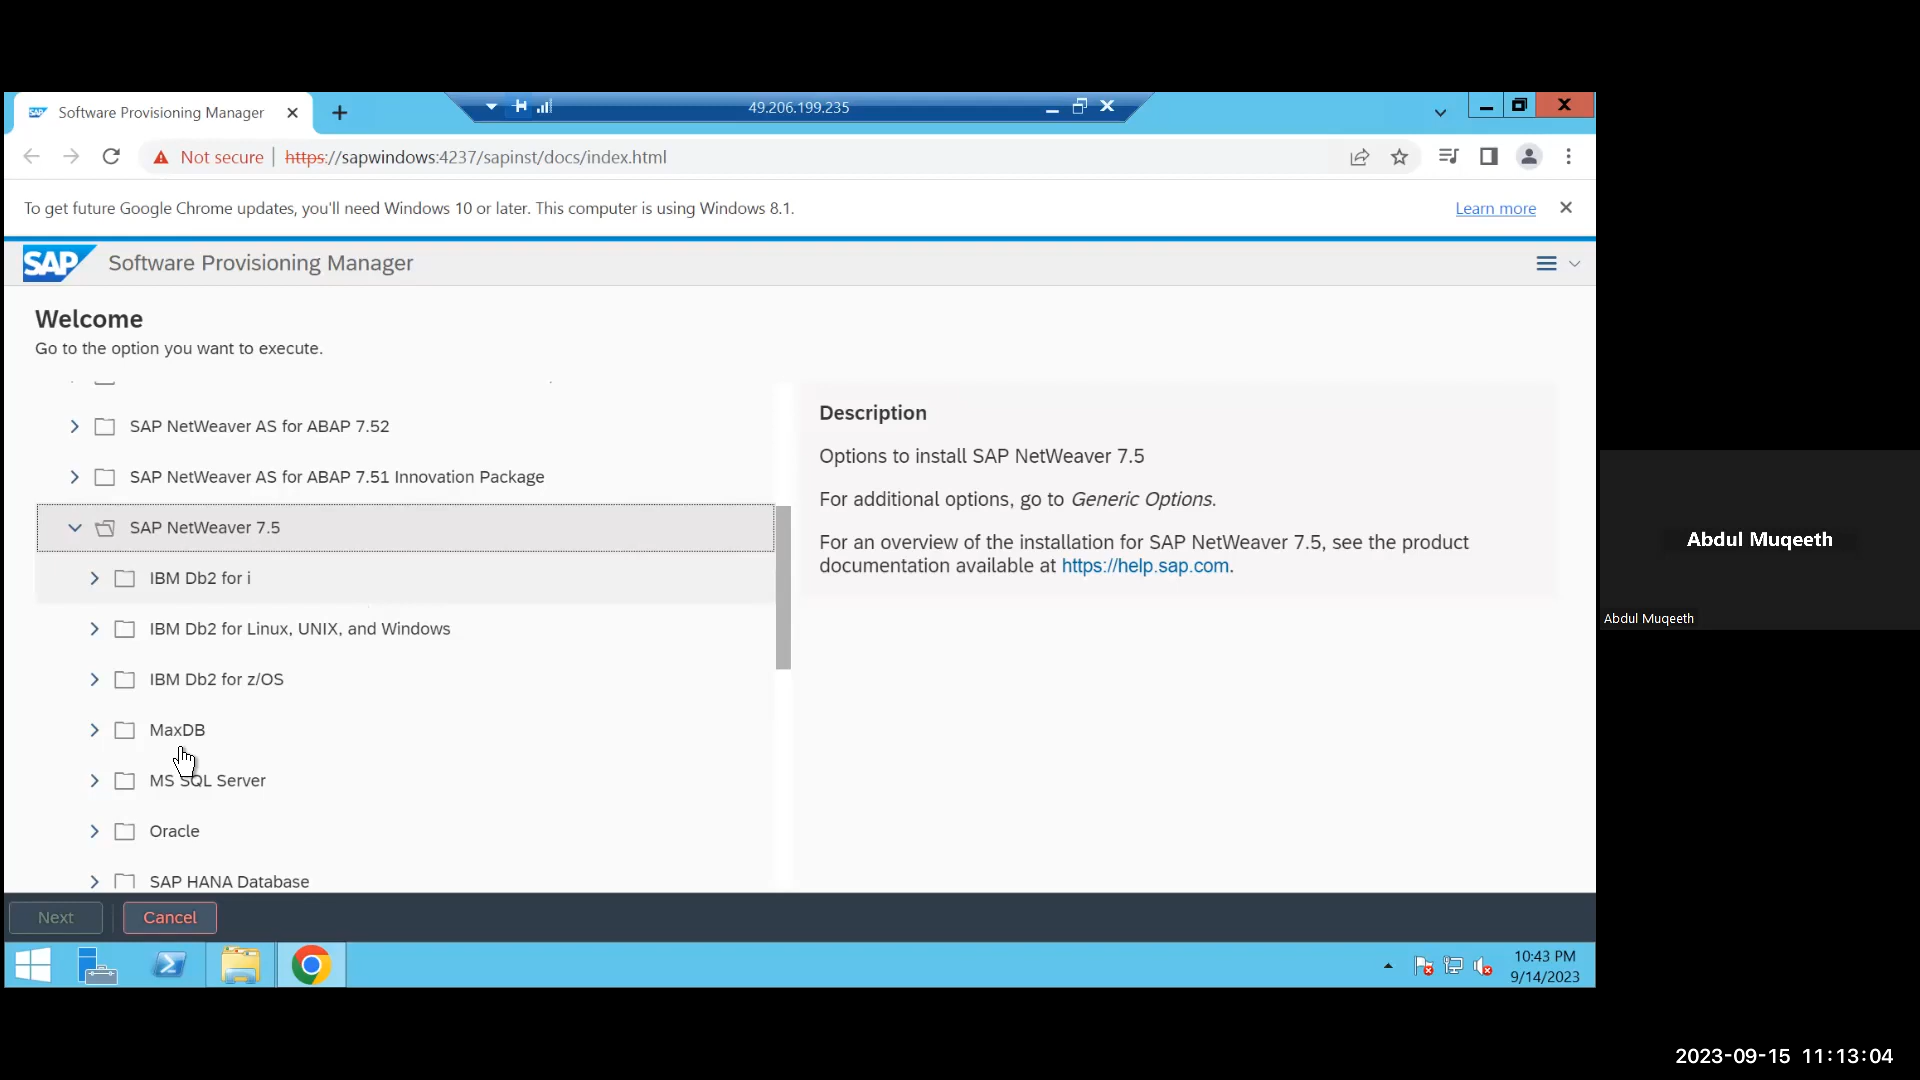 Software Provisioning Manager
49.206.199.235
Not secure
https://sapwindows:4237/sapinst/docs/index.html
To get future Google Chrome updates, you'll need Windows 10 or later. This computer is using Windows 8.1.
Learn more
SAP Software Provisioning Manager
Welcome
Go to the option you want to execute.
SAP NetWeaver AS for ABAP 7.52
SAP NetWeaver AS for ABAP 7.51 Innovation Package
SAP NetWeaver 7.5
IBM Db2 for i
IBM Db2 for Linux, UNIX, and Windows
IBM Db2 for z/OS
MaxDB
MS SQL Server
Oracle
SAP HANA Database
Description
Options to install SAP NetWeaver 7.5
For additional options, go to Generic Options.
For an overview of the installation for SAP NetWeaver 7.5, see the product
documentation available at https://help.sap.com.
Next
Cancel
10:43 PM
9/14/2023
Abdul Muqeeth
Abdul Muqeeth
2023-09-15 11:13:04